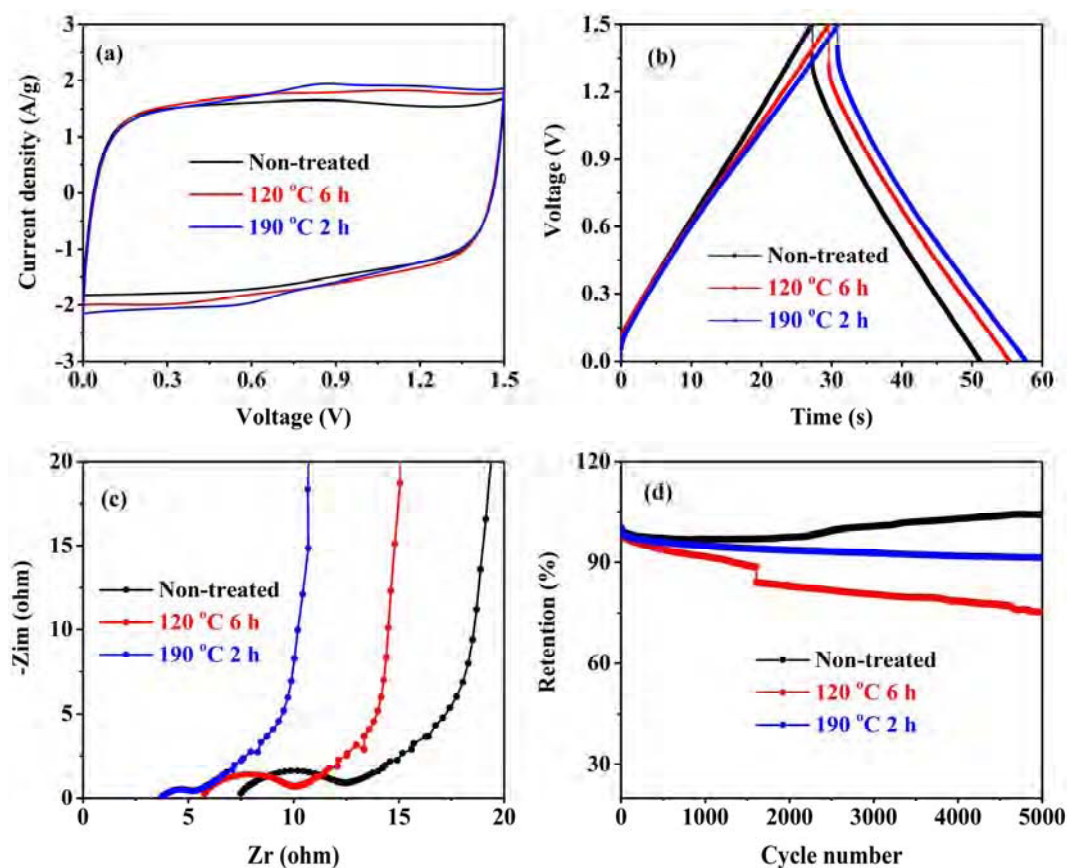 (a)
3
2
1
0
-1
-2
-3
Current density (A/g)
Non-treated
120 °C 6 h
190 °C 2 h
0.0 0.3 0.6 0.9 1.2 1.5
Voltage (V)
(b)
1.5
1.2
0.9
0.6
0.3
0.0
Voltage (V)
Non-treated
120 °C 6 h
190 °C 2 h
0 10 20 30 40 50 60
Time (s)
(c)
20
15
10
5
0
-Zim (ohm)
Non-treated
120 °C 6 h
190 °C 2 h
0 5 10 15 20
Zr (ohm)
(d)
120
90
60
30
Retention (%)
Non-treated
120 °C 6 h
190 °C 2 h
0 1000 2000 3000 4000 5000
Cycle number